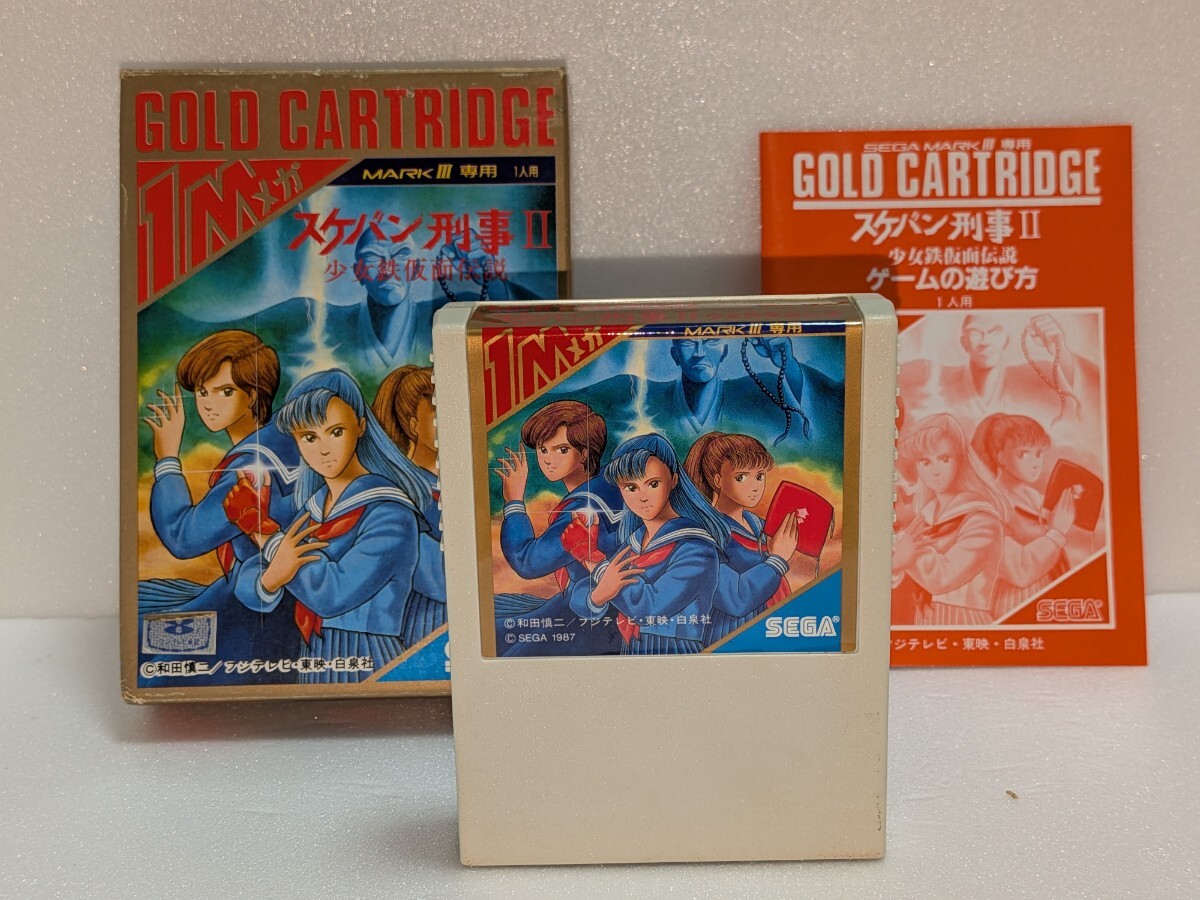 GOLD CARTRIDGE
1Mメガ
MARK III 専用 1人用
スケバン刑事 II
少女鉄仮面伝説
©和田慎二/フジテレビ・東映・白泉社
1Mメガ
MARK III 専用
©和田慎二/フジテレビ・東映・白泉社
© SEGA 1987
SEGA®
SEGA MARK III 専用
GOLD CARTRIDGE
スケバン刑事 II
少女鉄仮面伝説
ゲームの遊び方
1人用
SEGA®
ジテレビ・東映・白泉社